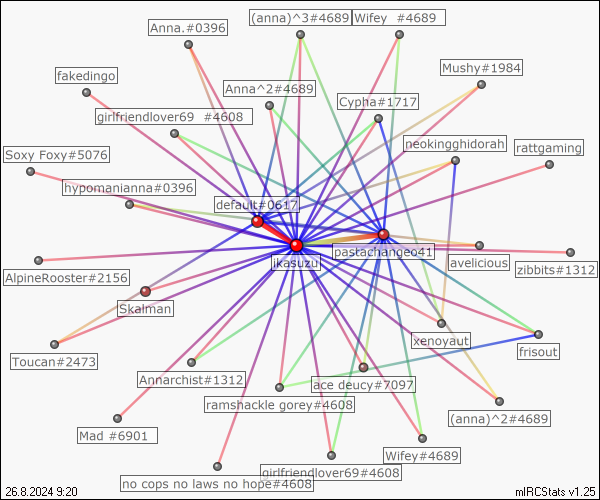 (anna)^3#4689
Wifey #4689
Anna.#0396
Mushy#1984
fakedingo
Anna^2#4689
Cypha#1717
girlfriendlover69 #4608
neokingghidorah
rattgaming
Soxy Foxy#5076
hypomanianna#0396
default#0617
pastachangeo41
jkasuzu
avelicious
zibbits#1312
AlpineRooster#2156
Skalman
xenoyaut
frisout
Toucan#2473
Annarchist#1312
ace deucy#7097
ramshackle gorey#4608
(anna)^2#4689
Mad #6901
Wifey#4689
girlfriendlover69#4608
no cops no laws no hope#4608
26.8.2024 9:20
mIRCStats v1.25